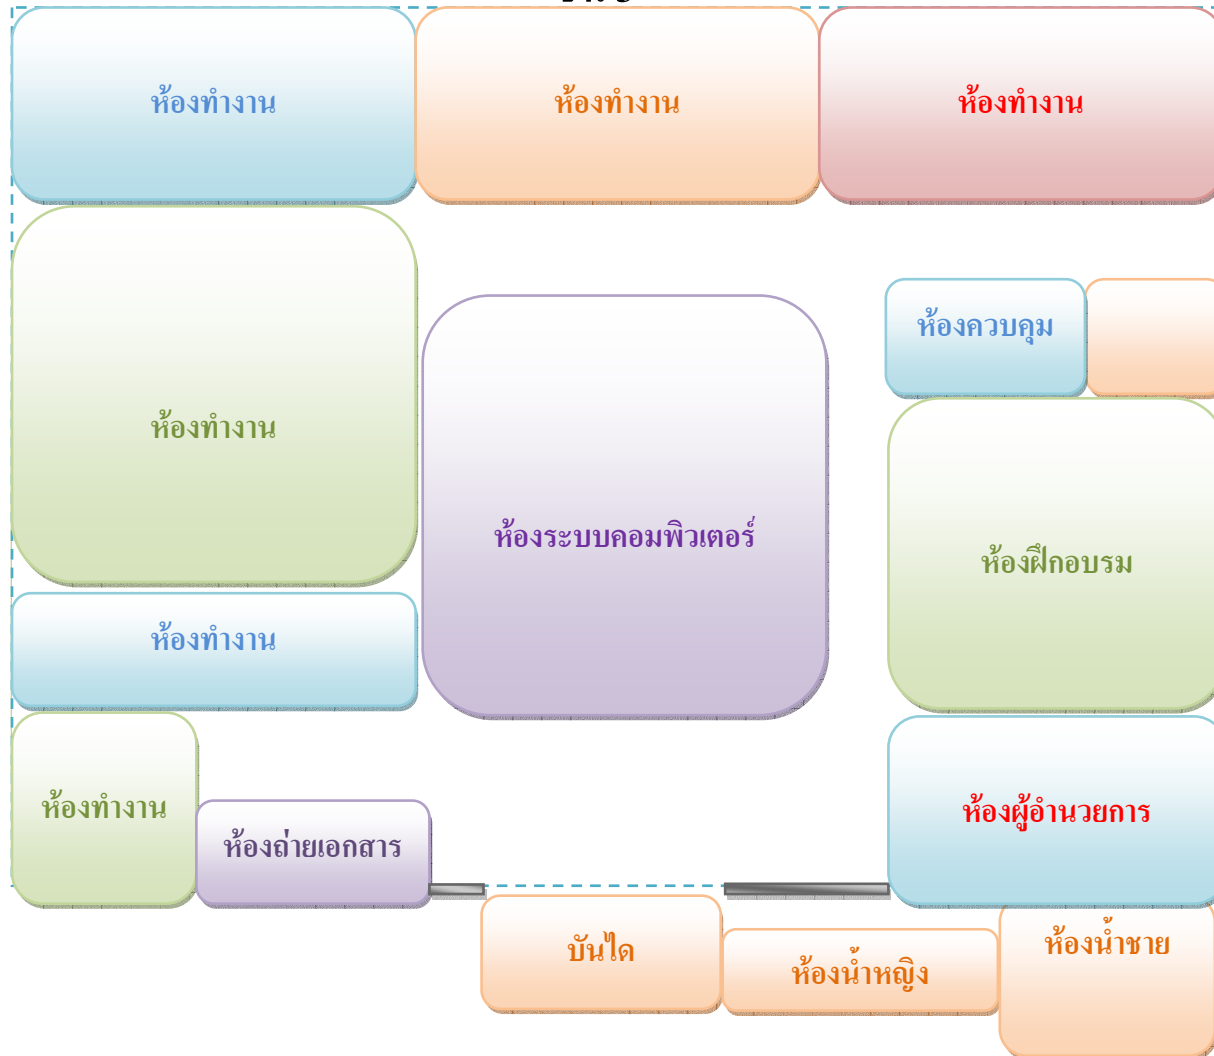 ห้องทำงาน
ห้องทำงาน
ห้องทำงาน
ห้องควบคุม
ห้องทำงาน
ห้องระบบคอมพิวเตอร์
ห้องฝึกอบรม
ห้องทำงาน
ห้องทำงาน
ห้องถ่ายเอกสาร
ห้องผู้อำนวยการ
บันได
ห้องน้ำหญิง
ห้องน้ำชาย